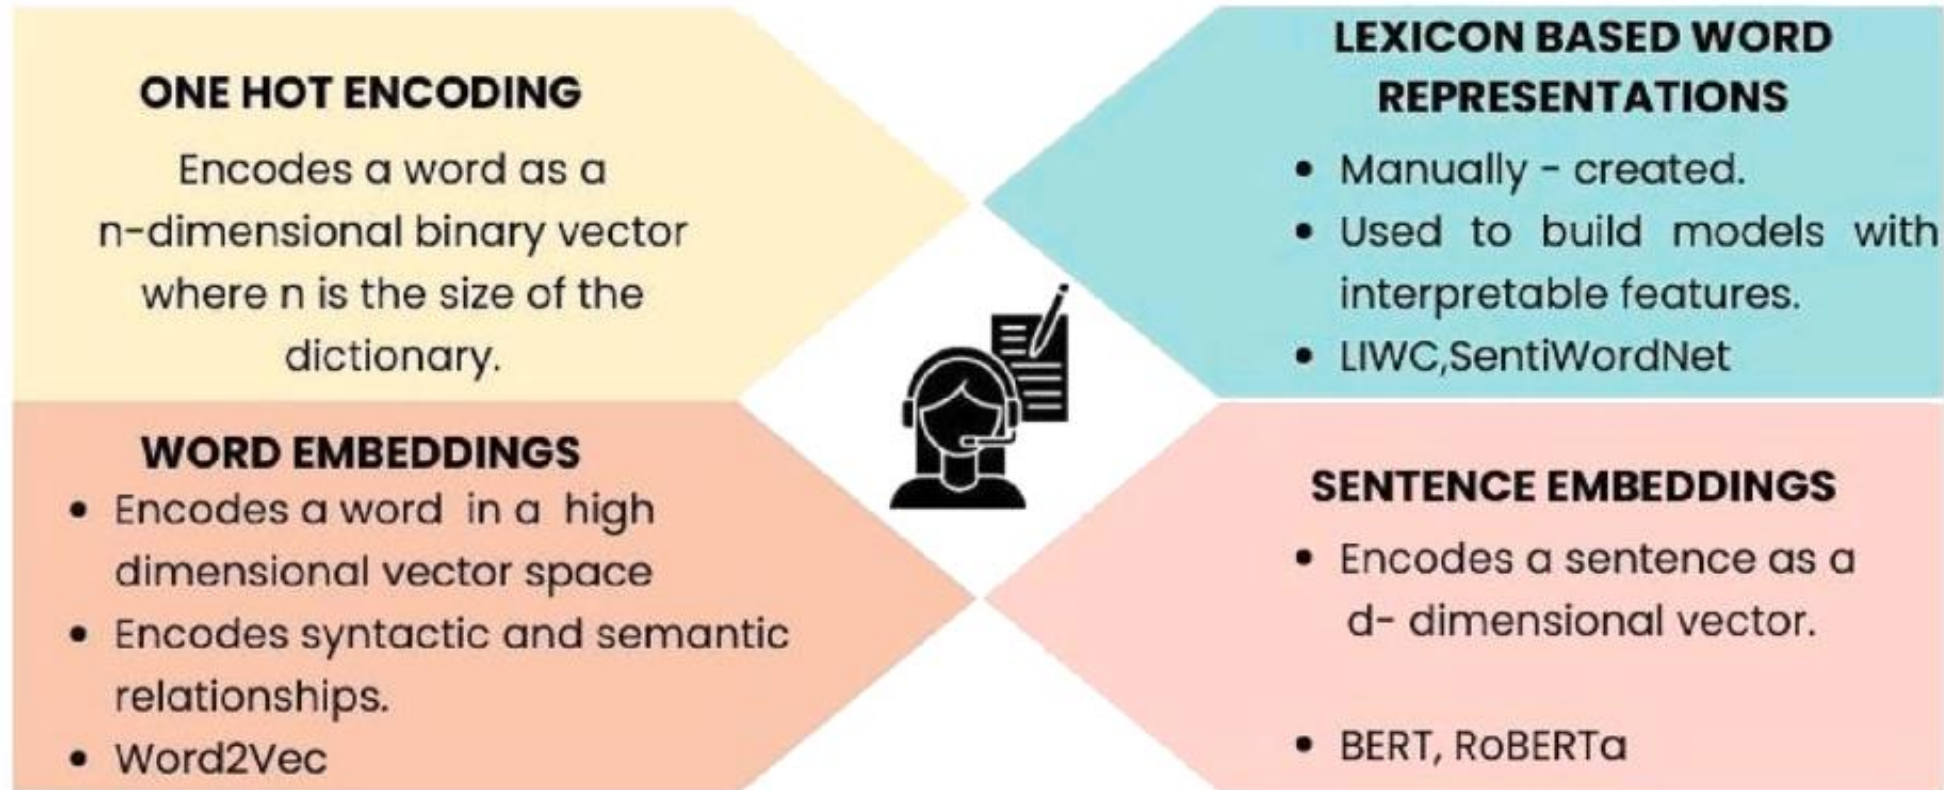 ONE HOT ENCODING
Encodes a word as a
n-dimensional binary vector
where n is the size of the
dictionary.
LEXICON BASED WORD
REPRESENTATIONS
• Manually - created.
• Used to build models with
interpretable features.
• LIWC,SentiWordNet
WORD EMBEDDINGS
• Encodes a word in a high
dimensional vector space
• Encodes syntactic and semantic
relationships.
• Word2Vec
SENTENCE EMBEDDINGS
• Encodes a sentence as a
d- dimensional vector.
• BERT, RoBERTa